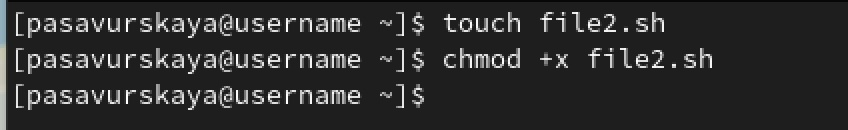 [pasavurskaya@username ~]$ touch file2.sh
[pasavurskaya@username ~]$ chmod +x file2.sh
[pasavurskaya@username ~]$